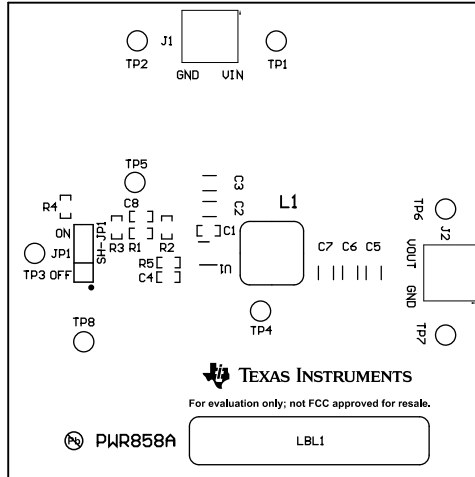 J1
TP2
TP1
GND VIN
TP5
C3
C2
L1
R4
C8
C1
TP6
J2
ON
SH-JP1
R3 R1 R2
JP1
U1
C7 C6 C5
VOUT
TP3 OFF
R5
C4
GND
TP4
TP8
TP7
TEXAS INSTRUMENTS
For evaluation only; not FCC approved for resale.
Pb PWR858A
LBL1